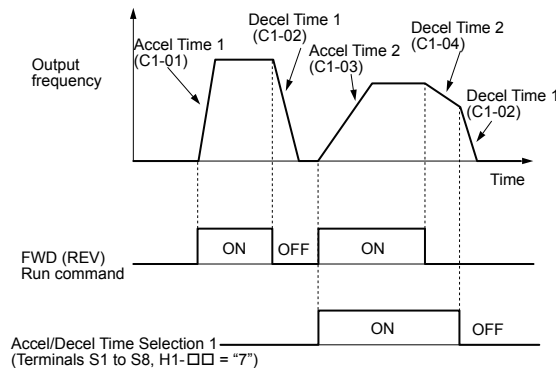 Output
frequency
Accel Time 1
(C1-01)
Decel Time 1
(C1-02)
Accel Time 2
(C1-03)
Decel Time 2
(C1-04)
Decel Time 1
(C1-02)
Time
FWD (REV)
Run command
ON
OFF
ON
Accel/Decel Time Selection 1
(Terminals S1 to S8, H1-□□ = “7”)
ON
OFF